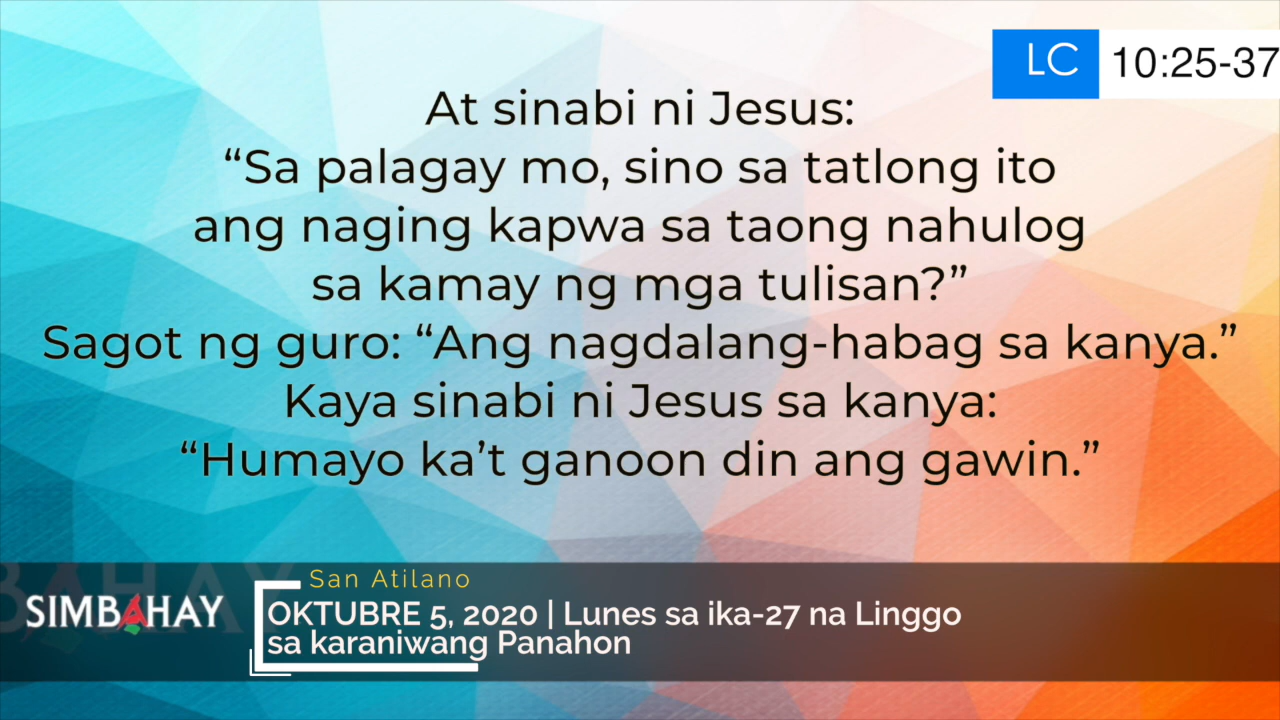 LC 10:25-37
At sinabi ni Jesus:
“Sa palagay mo, sino sa tatlong ito
ang naging kapwa sa taong nahulog
sa kamay ng mga tulisan?”
Sagot ng guro: “Ang nagdalang-habag sa kanya.”
Kaya sinabi ni Jesus sa kanya:
“Humayo ka’t ganoon din ang gawin.”
San Atilano
SIMBAHAY
OKTUBRE 5, 2020 | Lunes sa ika-27 na Linggo
sa karaniwang Panahon